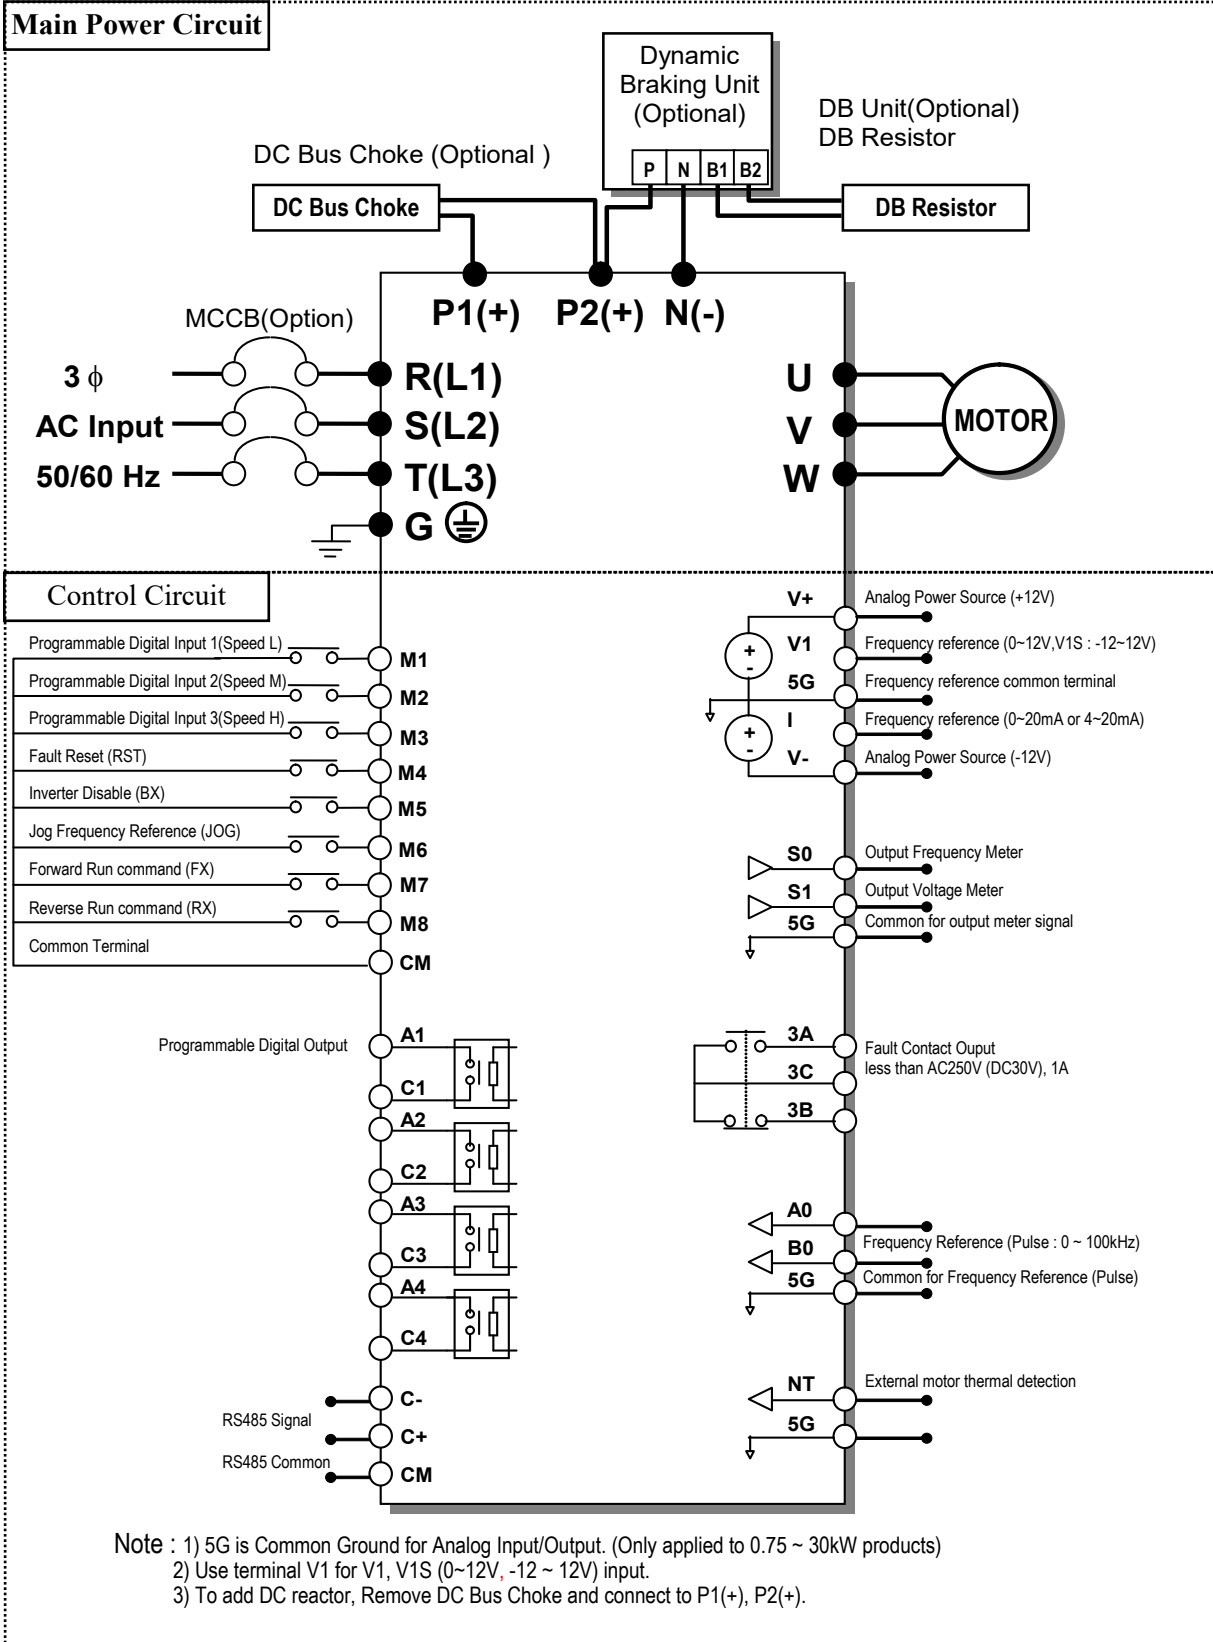 Main Power Circuit
Dynamic
Braking Unit
(Optional)
P N B1 B2
DB Unit(Optional)
DB Resistor
DC Bus Choke (Optional )
DC Bus Choke
DB Resistor
P1(+) P2(+) N(-)
MCCB(Option)
3 ϕ
AC Input
50/60 Hz
R(L1)
S(L2)
T(L3)
G
U
V
W
MOTOR
Control Circuit
Programmable Digital Input 1(Speed L)
M1
Programmable Digital Input 2(Speed M)
M2
Programmable Digital Input 3(Speed H)
M3
Fault Reset (RST)
M4
Inverter Disable (BX)
M5
Jog Frequency Reference (JOG)
M6
Forward Run command (FX)
M7
Reverse Run command (RX)
M8
Common Terminal
CM
Programmable Digital Output
A1
C1
A2
C2
A3
C3
A4
C4
C-
RS485 Signal
C+
RS485 Common
CM
V+ Analog Power Source (+12V)
+
-
V1 Frequency reference (0~12V,V1S : -12~12V)
5G Frequency reference common terminal
+
-
I Frequency reference (0~20mA or 4~20mA)
V- Analog Power Source (-12V)
S0 Output Frequency Meter
S1 Output Voltage Meter
5G Common for output meter signal
3A
3C
3B
Fault Contact Ouput
less than AC250V (DC30V), 1A
A0
B0
Frequency Reference (Pulse : 0 ~ 100kHz)
5G Common for Frequency Reference (Pulse)
NT External motor thermal detection
5G
Note : 1) 5G is Common Ground for Analog Input/Output. (Only applied to 0.75 ~ 30kW products)
2) Use terminal V1 for V1, V1S (0~12V, -12 ~ 12V) input.
3) To add DC reactor, Remove DC Bus Choke and connect to P1(+), P2(+).